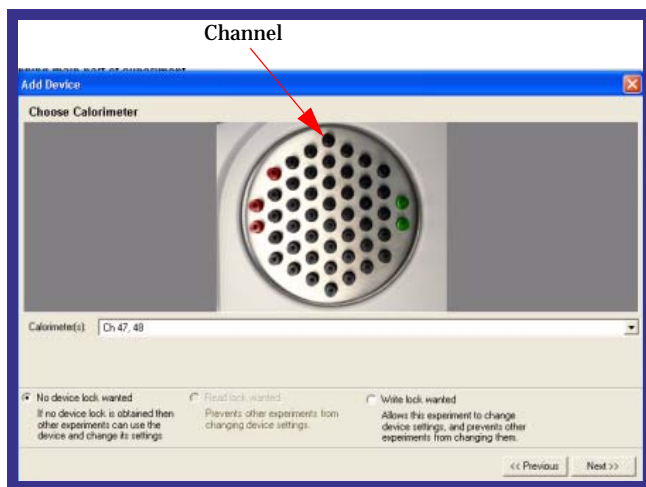 Channel
Add Device
Choose Calorimeter
Calorimeter(s): Ch 47, 48
No device lock wanted
If no device lock is obtained then
other experiments can use the
device and change its settings
Read lock wanted
Prevents other experiments from
changing device settings.
Write lock wanted
Allows this experiment to change
device settings, and prevents other
experiments from changing them.
<< Previous
Next >>